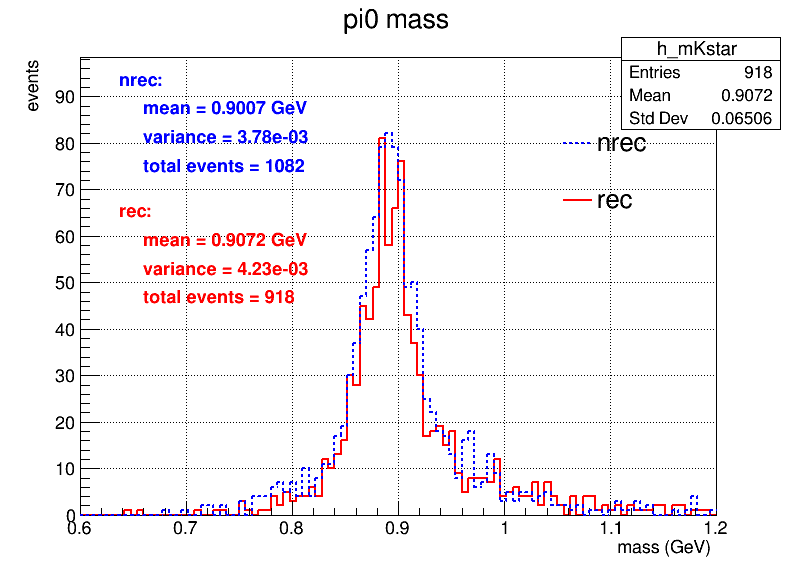 pi0 mass
h_mKstar
Entries 918
Mean 0.9072
Std Dev 0.06506
events
nrec:
mean = 0.9007 GeV
variance = 3.78e-03
total events = 1082
rec:
mean = 0.9072 GeV
variance = 4.23e-03
total events = 918
nrec
rec
90
80
70
60
50
40
30
20
10
0
0.6 0.7 0.8 0.9 1 1.1 1.2
mass (GeV)